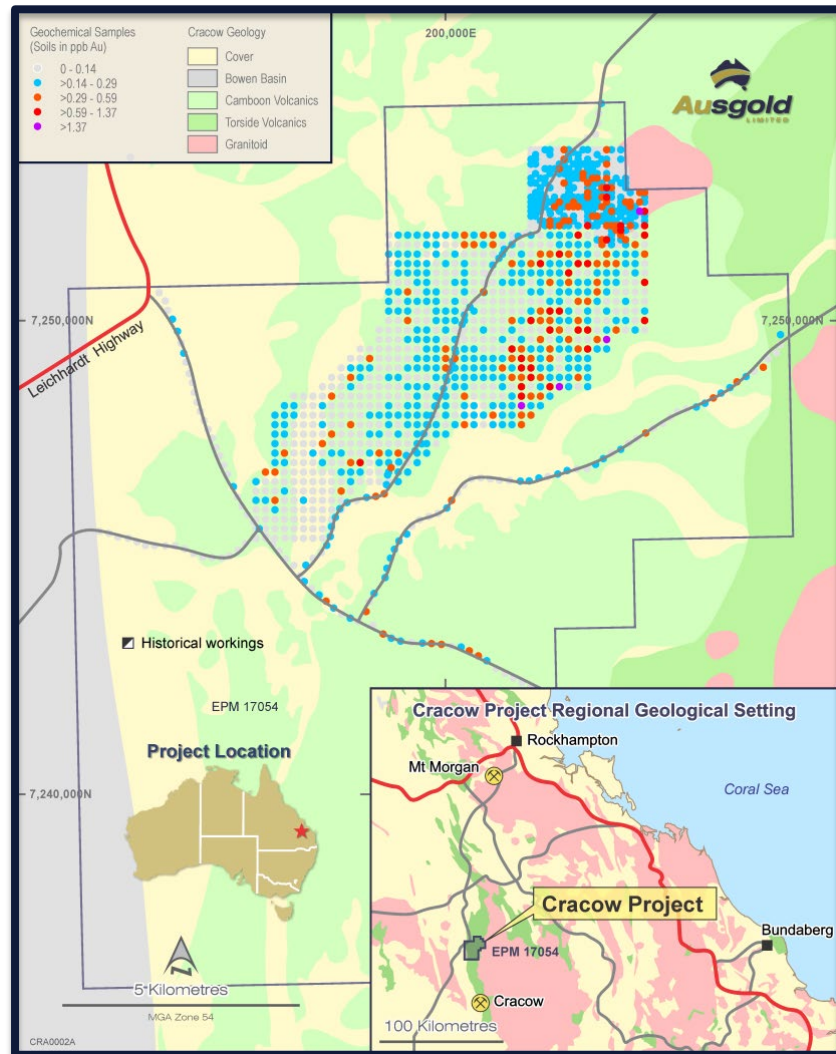 Geochemical Samples
(Soils in ppb Au)
0 - 0.14
>0.14 - 0.29
>0.29 - 0.59
>0.59 - 1.37
>1.37
Cracow Geology
Cover
Bowen Basin
Camboon Volcanics
Torside Volcanics
Granitoid
200,000E
Ausgold
LIMITED
7,250,000N
7,250,000N
Leichhardt Highway
Historical workings
EPM 17054
Project Location
7,240,000N
N
5 Kilometres
MGA Zone 54
CRA0002A
Cracow Project Regional Geological Setting
Rockhampton
Mt Morgan
Coral Sea
Cracow Project
EPM 17054
Bundaberg
Cracow
100 Kilometres